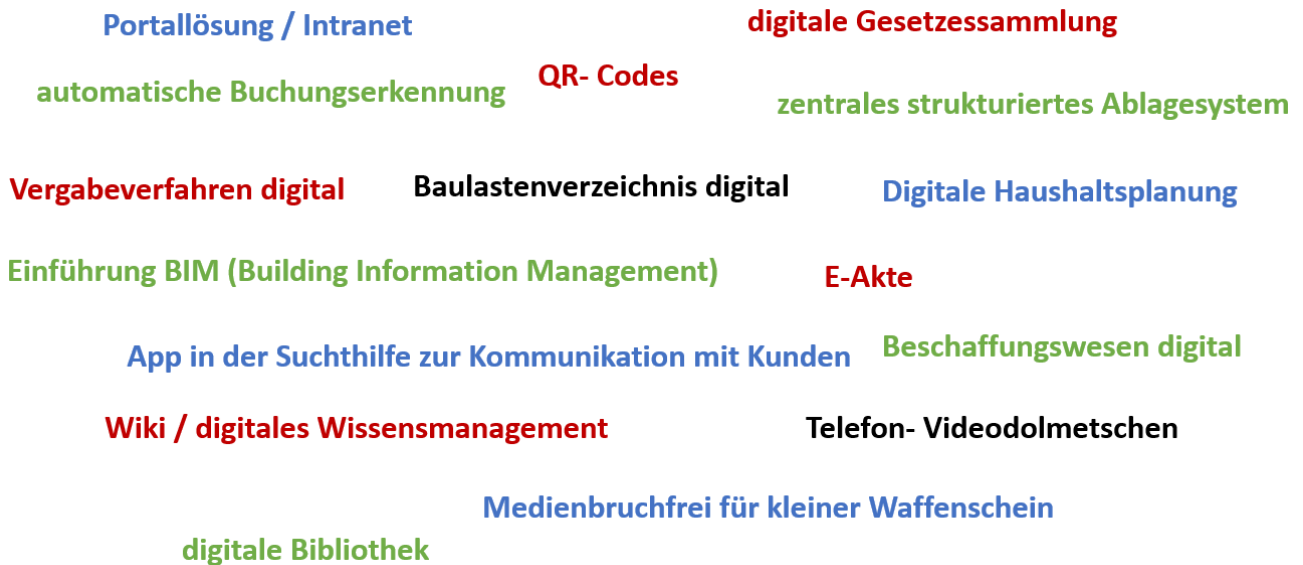 Portallösung / Intranet
digitale Gesetzessammlung
QR- Codes
automatische Buchungserkennung
zentrales strukturiertes Ablagesystem
Vergabeverfahren digital
Baulastenverzeichnis digital
Digitale Haushaltsplanung
Einführung BIM (Building Information Management)
E-Akte
App in der Suchthilfe zur Kommunikation mit Kunden
Beschaffungswesen digital
Wiki / digitales Wissensmanagement
Telefon- Videodolmetschen
Medienbruchfrei für kleiner Waffenschein
digitale Bibliothek